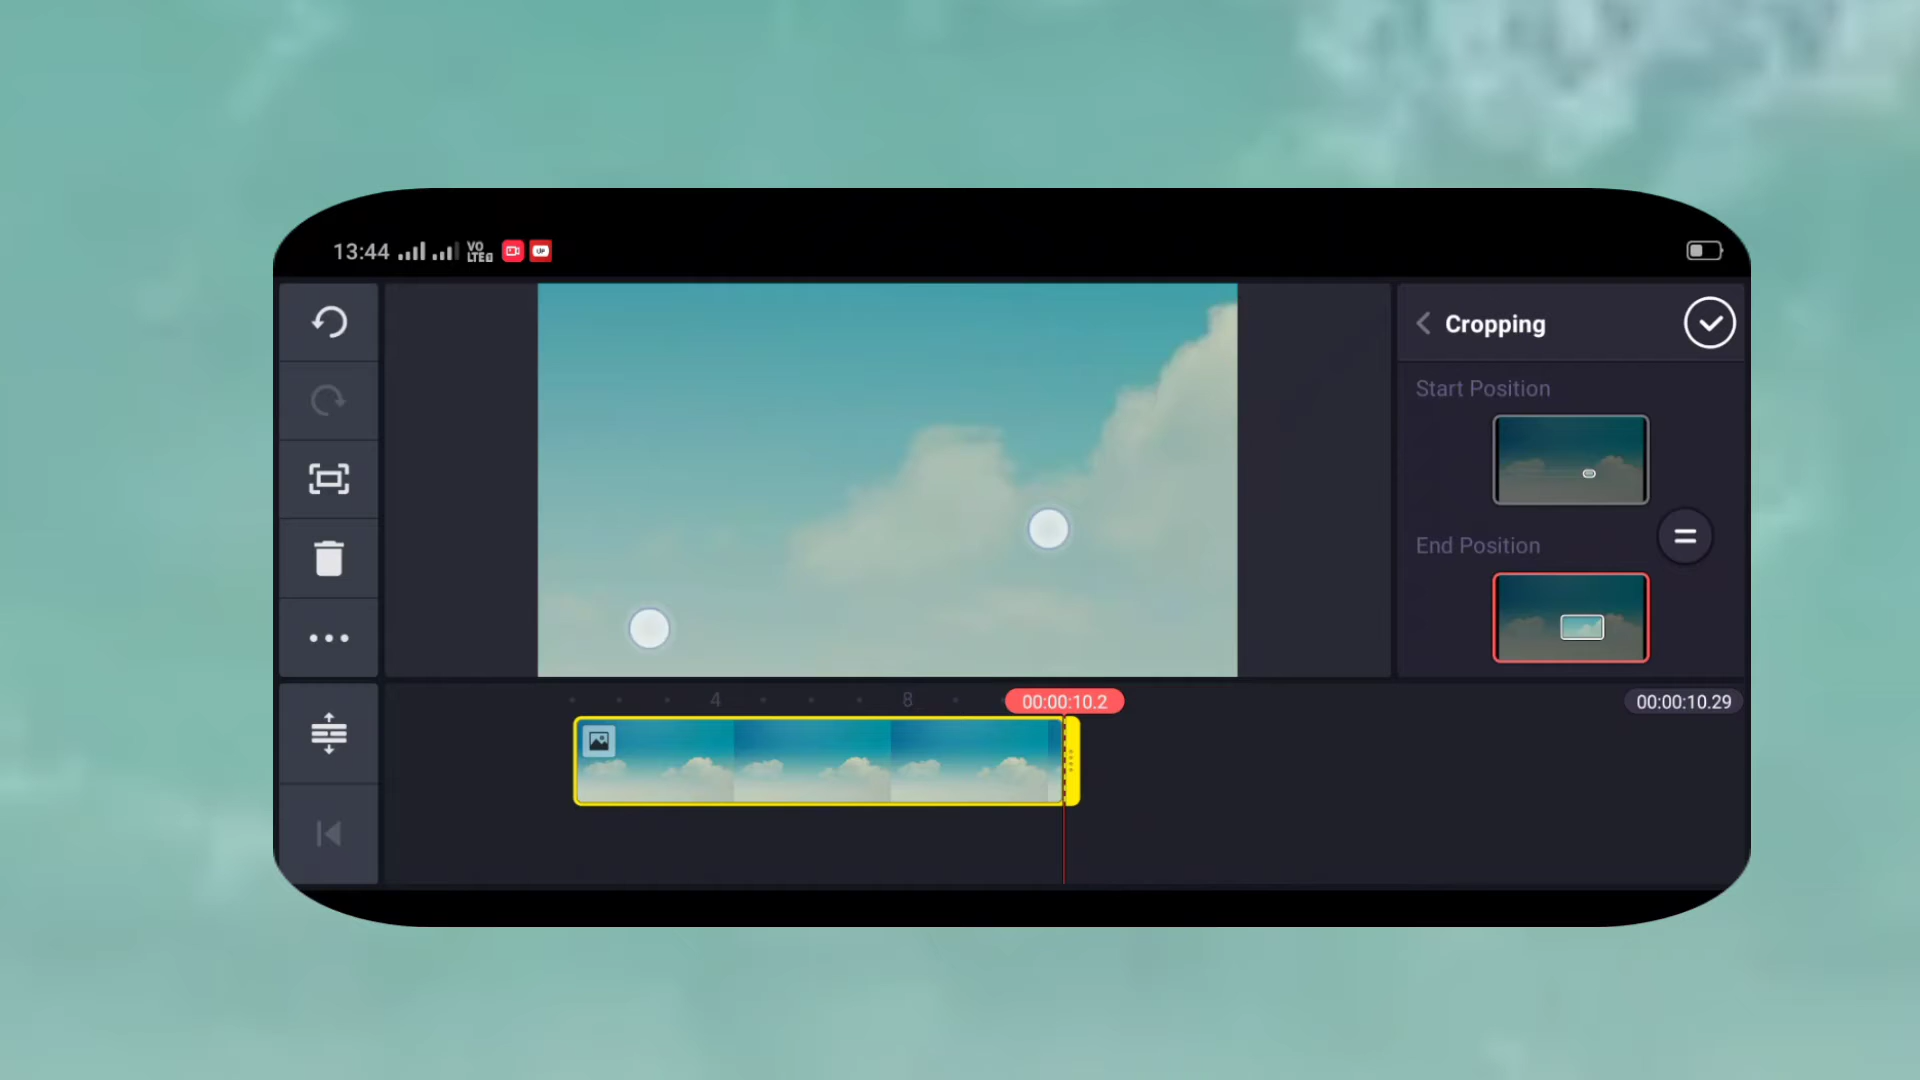 13:44 VO LTE
Cropping
Start Position
End Position
4 8 00:00:10.2 00:00:10.29